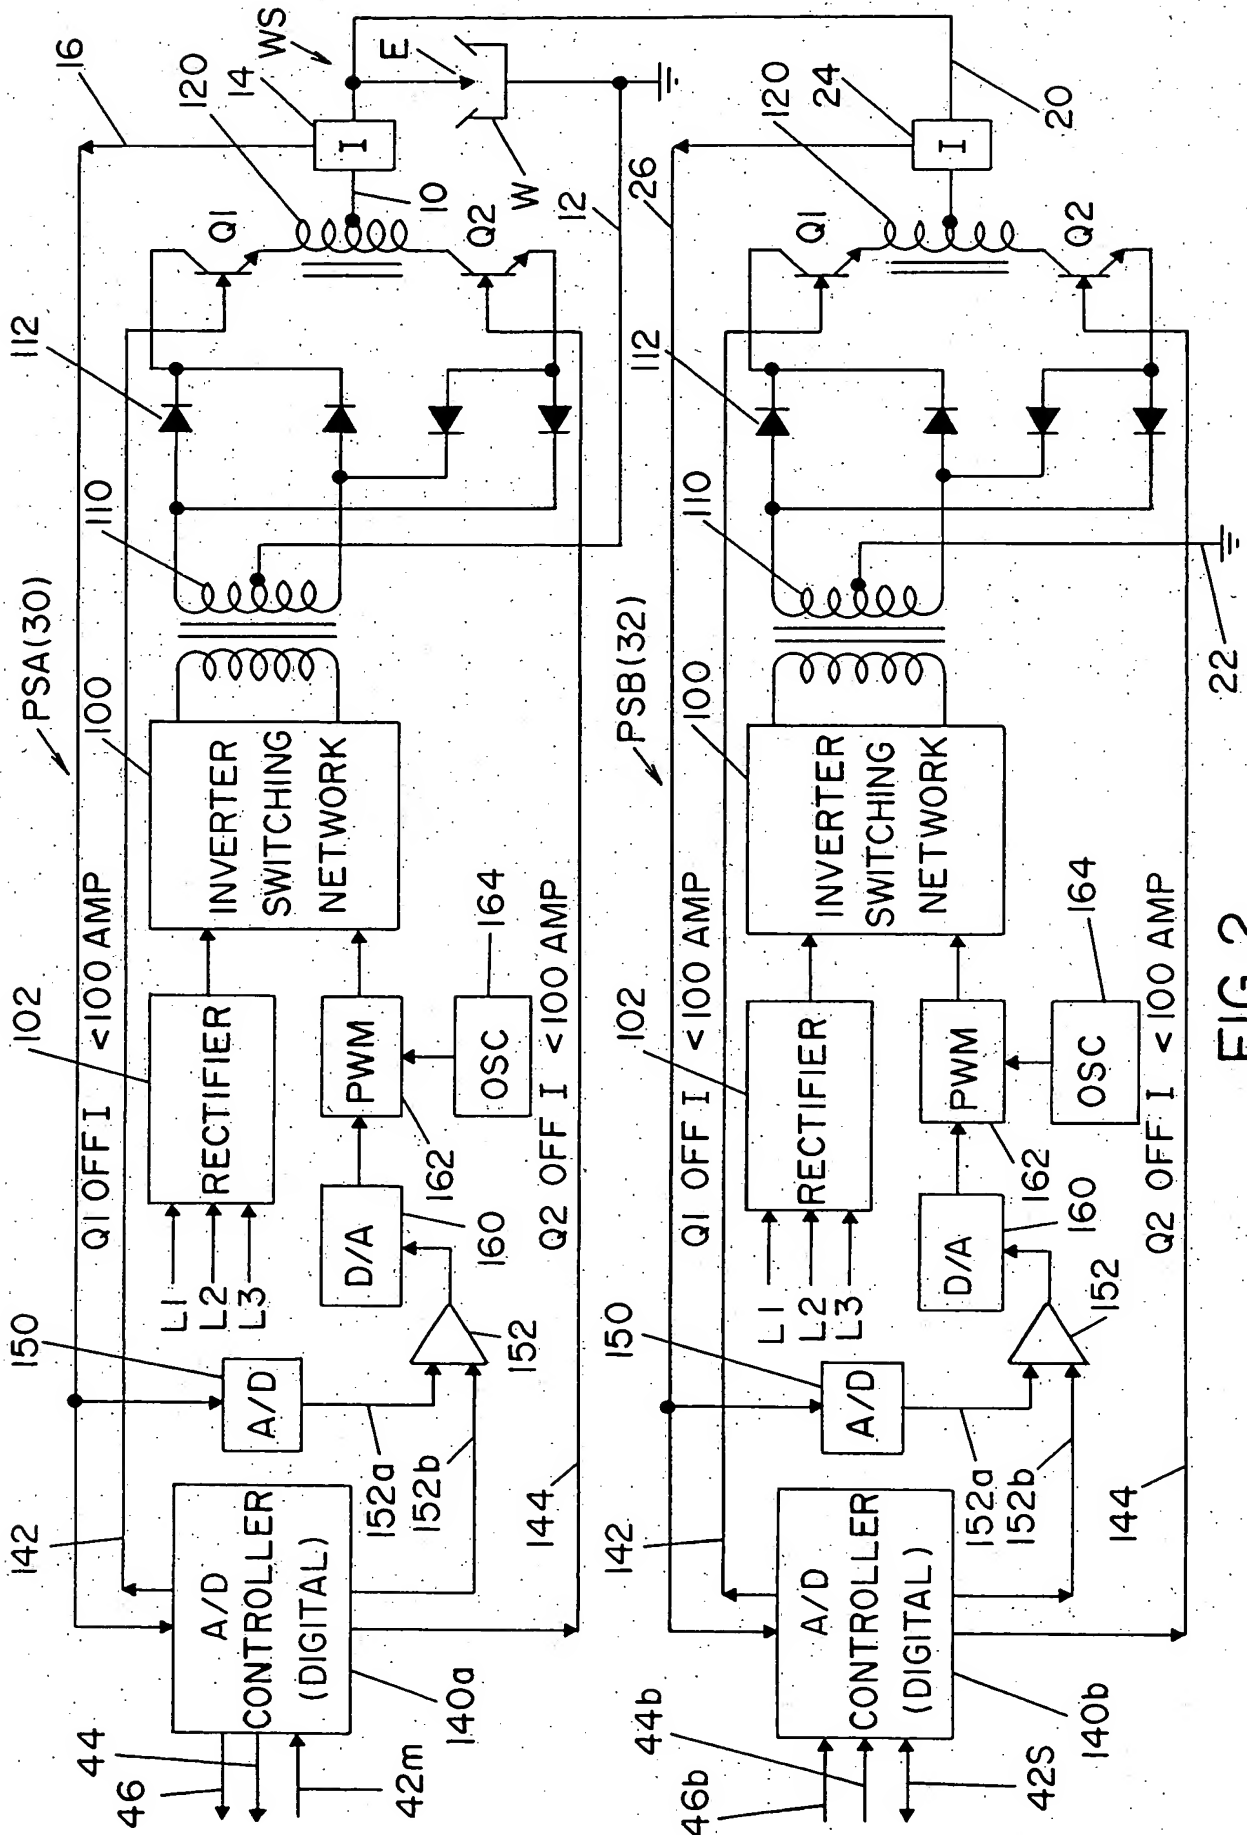 PSA(30)
46
44
42m
140a
A/D
CONTROLLER
(DIGITAL)
142
144
150
A/D
152a
152b
152
L1
L2
L3
102
RECTIFIER
Q1 OFF I <100 AMP
D/A
160
PWM
162
OSC
164
Q2 OFF I <100 AMP
100
INVERTER
SWITCHING
NETWORK
110
112
Q1
Q2
120
10
14
I
16
WS
E
W
12
PSB(32)
46b
44b
42S
140b
A/D
CONTROLLER
(DIGITAL)
142
144
150
A/D
152a
152b
152
L1
L2
L3
102
RECTIFIER
Q1 OFF I <100 AMP
D/A
160
PWM
162
OSC
164
Q2 OFF I <100 AMP
100
INVERTER
SWITCHING
NETWORK
110
112
22
Q1
Q2
120
24
I
26
20
FIG. 2